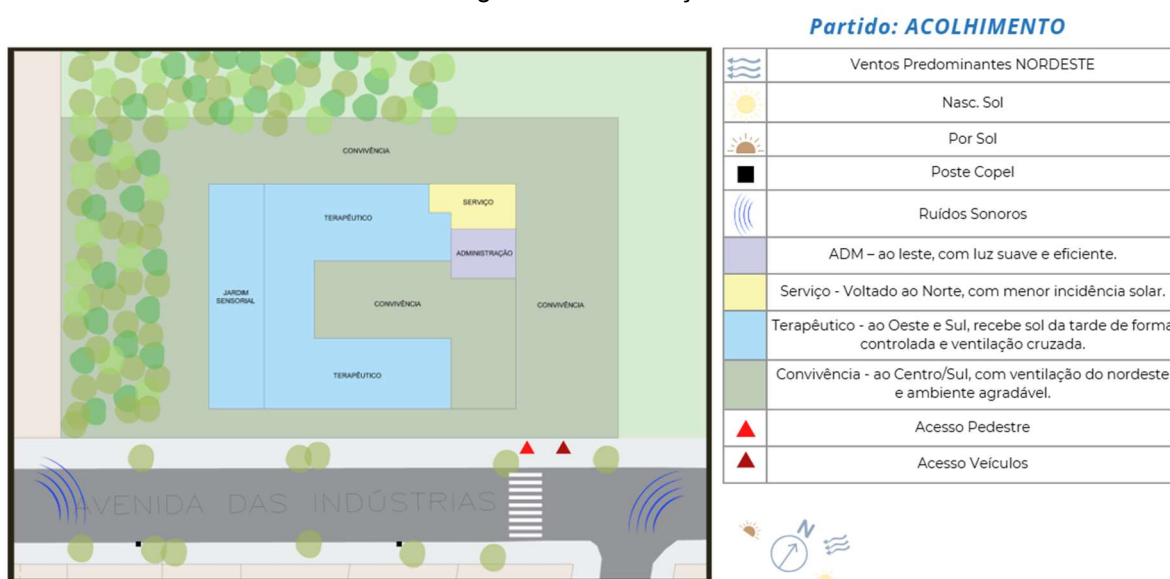 Partido: ACOLHIMENTO
Ventos Predominantes NORDESTE
Nasc. Sol
Por Sol
Poste Copel
Ruídos Sonoros
ADM – ao leste, com luz suave e eficiente.
Serviço - Voltado ao Norte, com menor incidência solar.
Terapêutico - ao Oeste e Sul, recebe sol da tarde de forma
controlada e ventilação cruzada.
Convivência - ao Centro/Sul, com ventilação do nordeste
e ambiente agradável.
Acesso Pedestre
Acesso Veículos
N
CONVIVÊNCIA
SERVIÇO
TERAPÊUTICO
ADMINISTRAÇÃO
JARDIM
SENSORIAL
CONVIVÊNCIA
CONVIVÊNCIA
TERAPÊUTICO
AVENIDA DAS INDÚSTRIAS